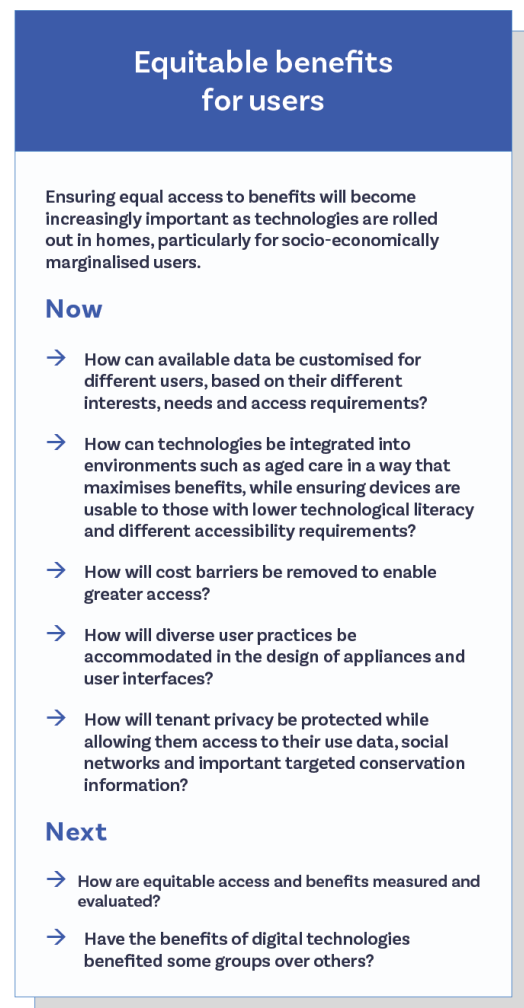 Equitable benefits
for users
Ensuring equal access to benefits will become
increasingly important as technologies are rolled
out in homes, particularly for socio-economically
marginalised users.
Now
→ How can available data be customised for
different users, based on their different
interests, needs and access requirements?
→ How can technologies be integrated into
environments such as aged care in a way that
maximises benefits, while ensuring devices are
usable to those with lower technological literacy
and different accessibility requirements?
→ How will cost barriers be removed to enable
greater access?
→ How will diverse user practices be
accommodated in the design of appliances and
user interfaces?
→ How will tenant privacy be protected while
allowing them access to their use data, social
networks and important targeted conservation
information?
Next
→ How are equitable access and benefits measured and
evaluated?
→ Have the benefits of digital technologies
benefited some groups over others?